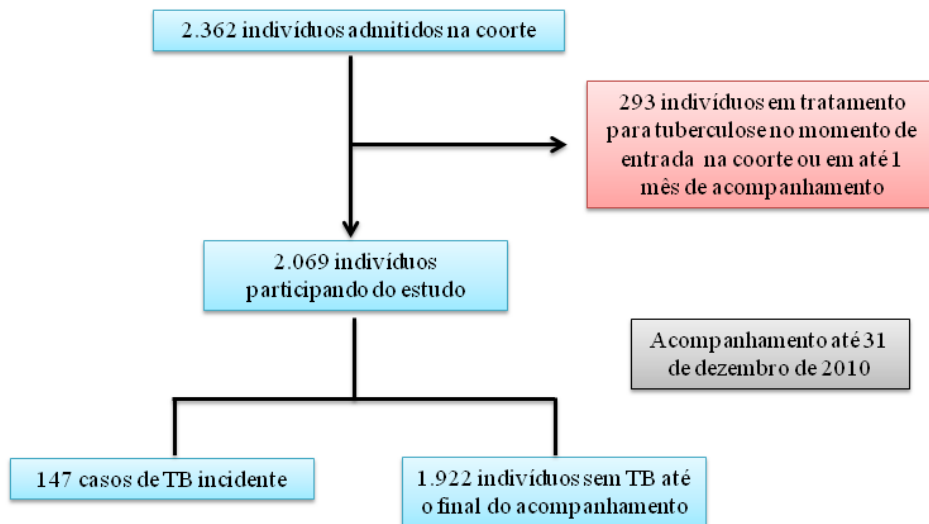 2.362 indivíduos admitidos na coorte
293 indivíduos em tratamento
para tuberculose no momento de
entrada na coorte ou em até 1
mês de acompanhamento
2.069 indivíduos
participando do estudo
Acompanhamento até 31
de dezembro de 2010
147 casos de TB incidente
1.922 indivíduos sem TB até
o final do acompanhamento